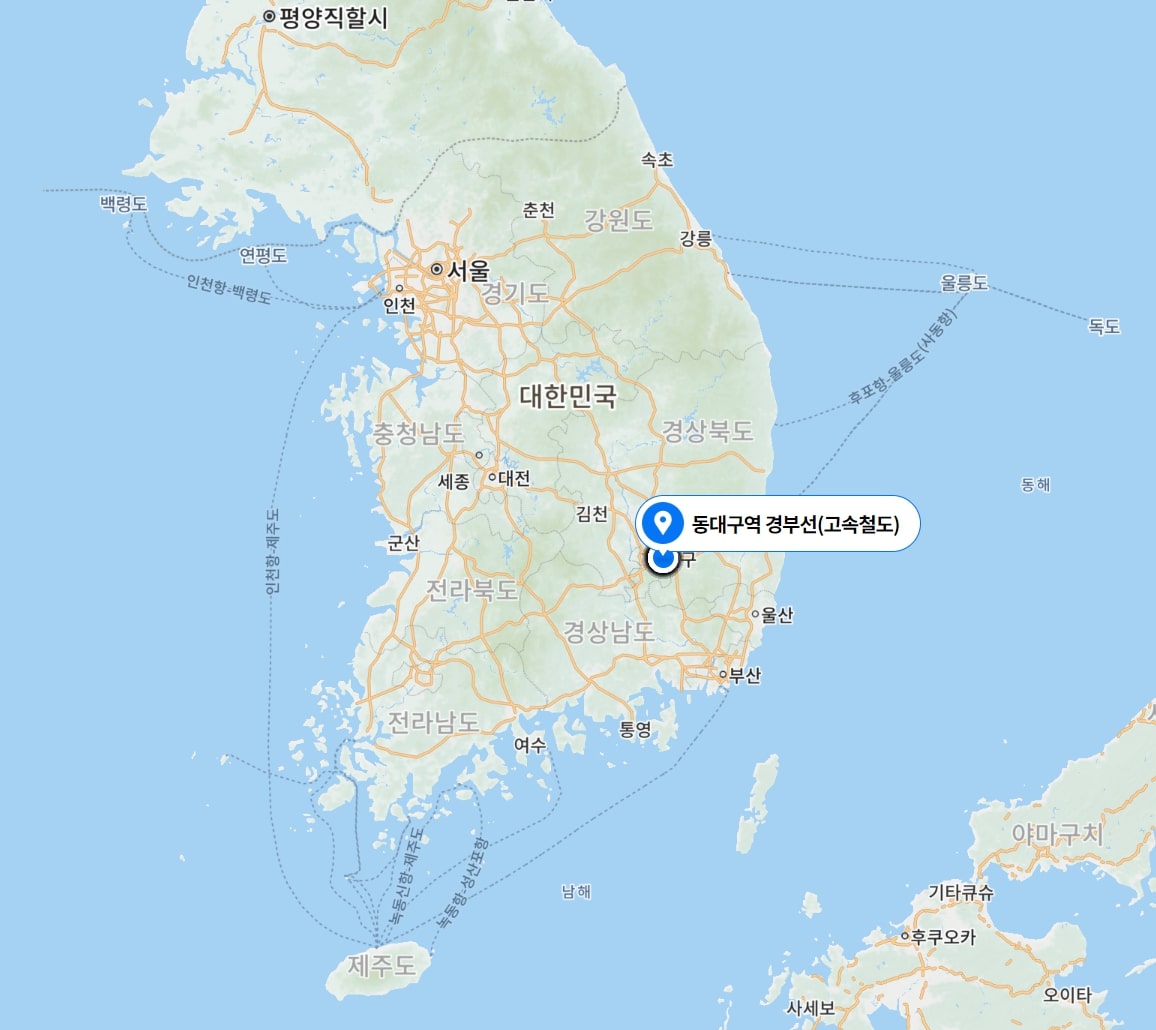 평양직할시
속초
백령도
춘천
강원도
강릉
연평도
서울
인천항-백령도
경기도
인천
울릉도
독도
후포항-울릉도(사동항)
대한민국
충청남도
경상북도
세종
대전
동해
김천
동대구역 경부선(고속철도)
군산
구
인천항-제주도
전라북도
경상남도
울산
부산
전라남도
통영
여수
야마구치
녹동신항-제주도
녹동항-성산포항
남해
기타큐슈
후쿠오카
제주도
오이타
사세보